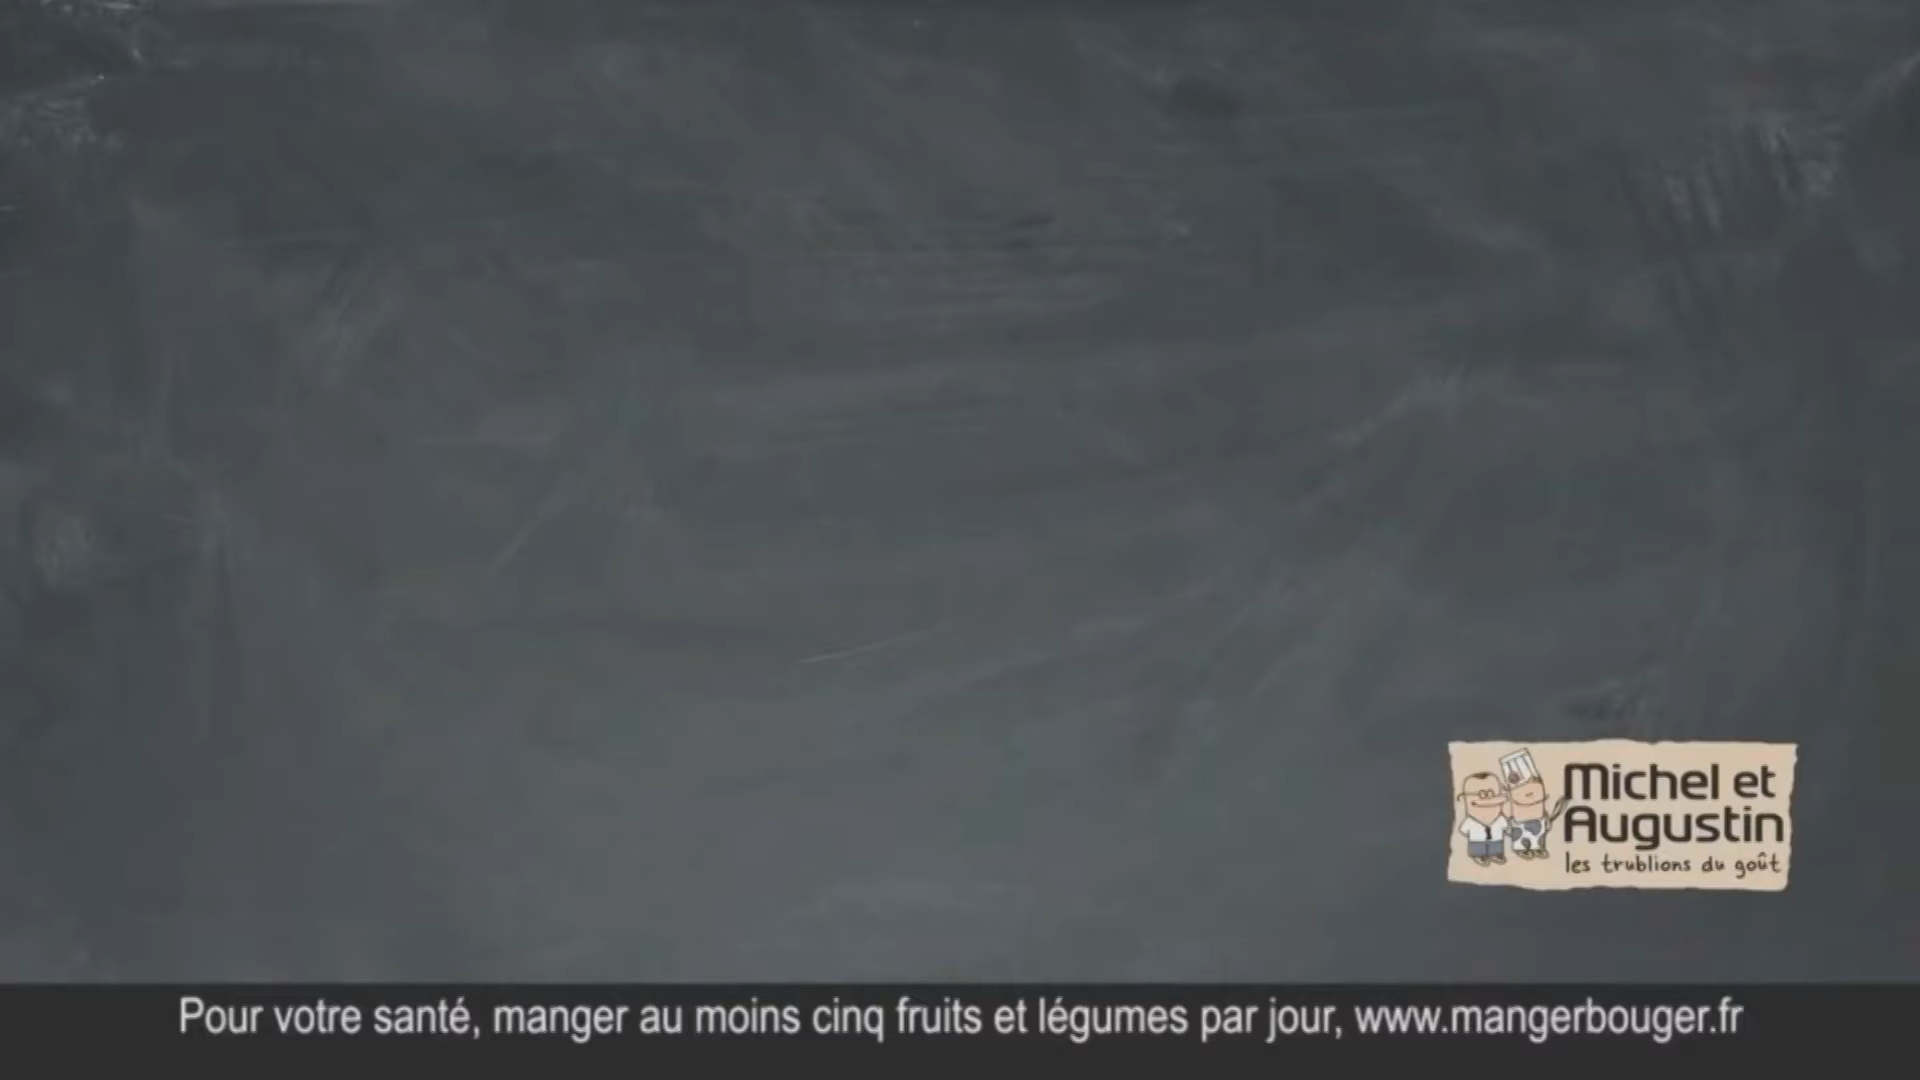 Michel et
Augustin
les trublions du goût
Pour votre santé, manger au moins cinq fruits et légumes par jour, www.mangerbouger.fr